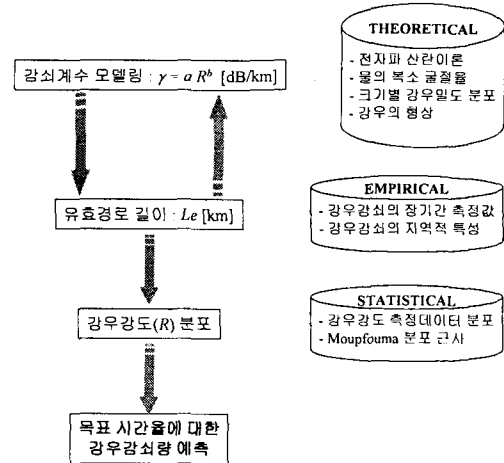 감쇠계수 모델링 : γ = a R^b [dB/km]
유효경로 길이 : Le [km]
강우강도(R) 분포
목표 시간율에 대한
강우감쇠량 예측
THEORETICAL
- 전자파 산란이론
- 물의 복소 굴절율
- 크기별 강우밀도 분포
- 강우의 형상
EMPIRICAL
- 강우감쇠의 장기간 측정값
- 강우감쇠의 지역적 특성
STATISTICAL
- 강우강도 측정데이터 분포
- Moupfouma 분포 근사